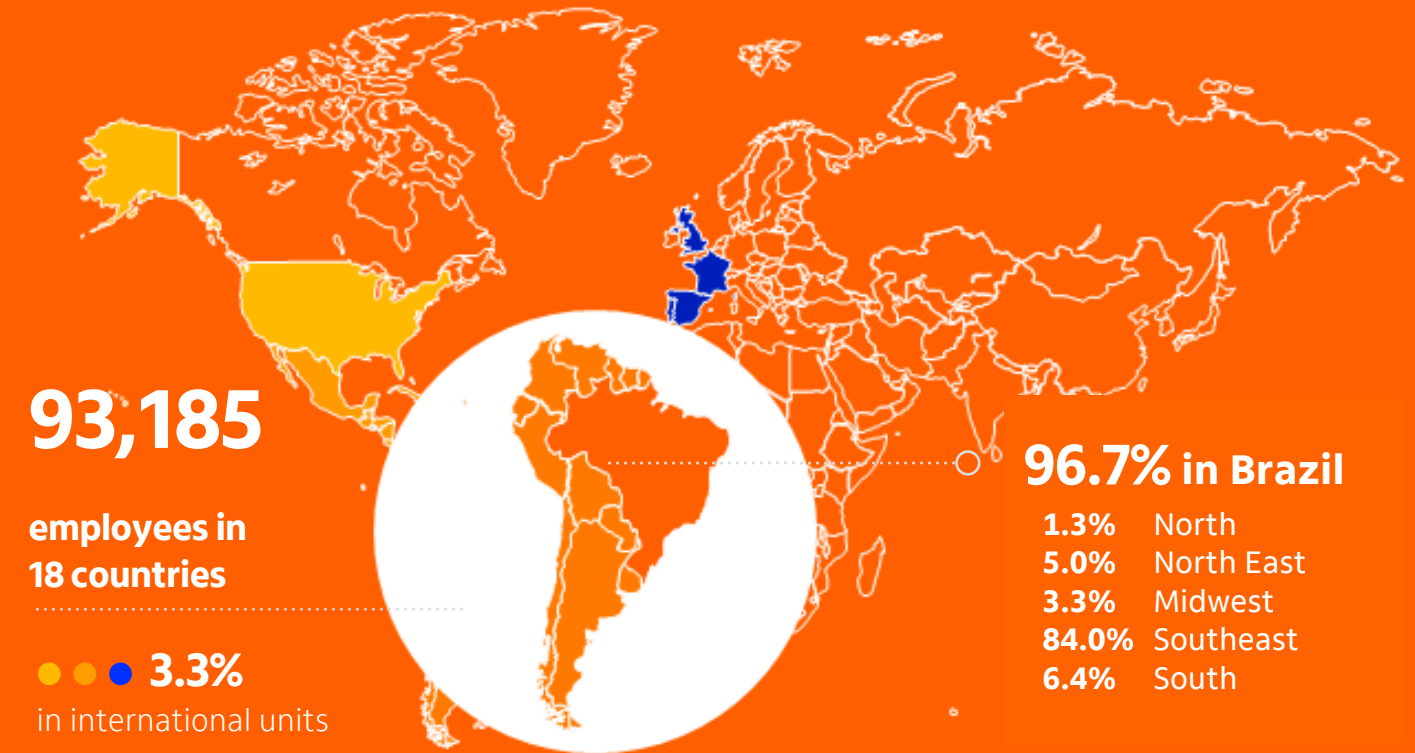 93,185
employees in
18 countries
3.3%
in international units
96.7% in Brazil
1.3% North
5.0% North East
3.3% Midwest
84.0% Southeast
6.4% South